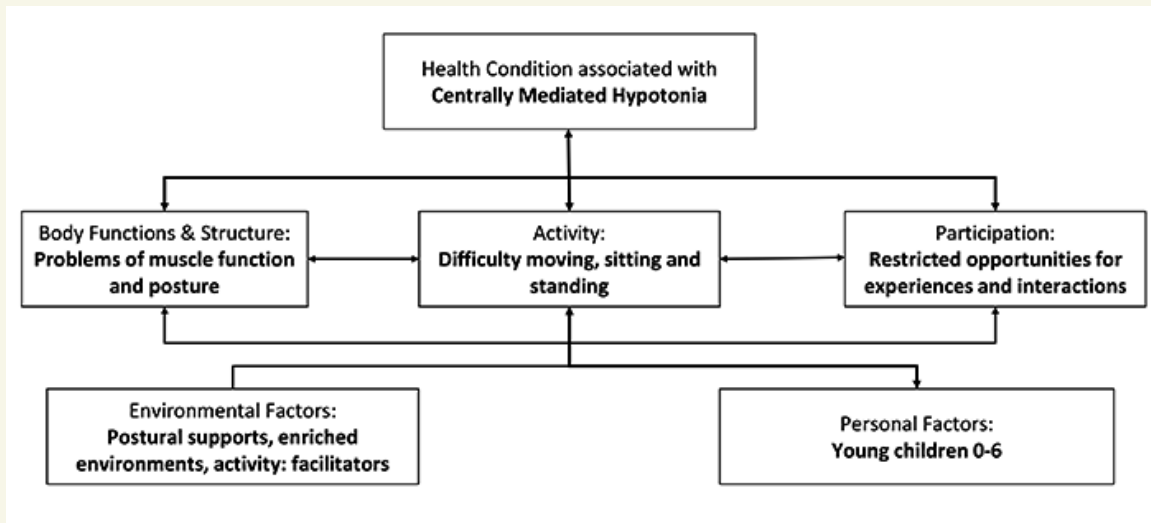 Health Condition associated with
Centrally Mediated Hypotonia
Body Functions & Structure:
Problems of muscle function
and posture
Activity:
Difficulty moving, sitting and
standing
Participation:
Restricted opportunities for
experiences and interactions
Environmental Factors:
Postural supports, enriched
environments, activity: facilitators
Personal Factors:
Young children 0-6